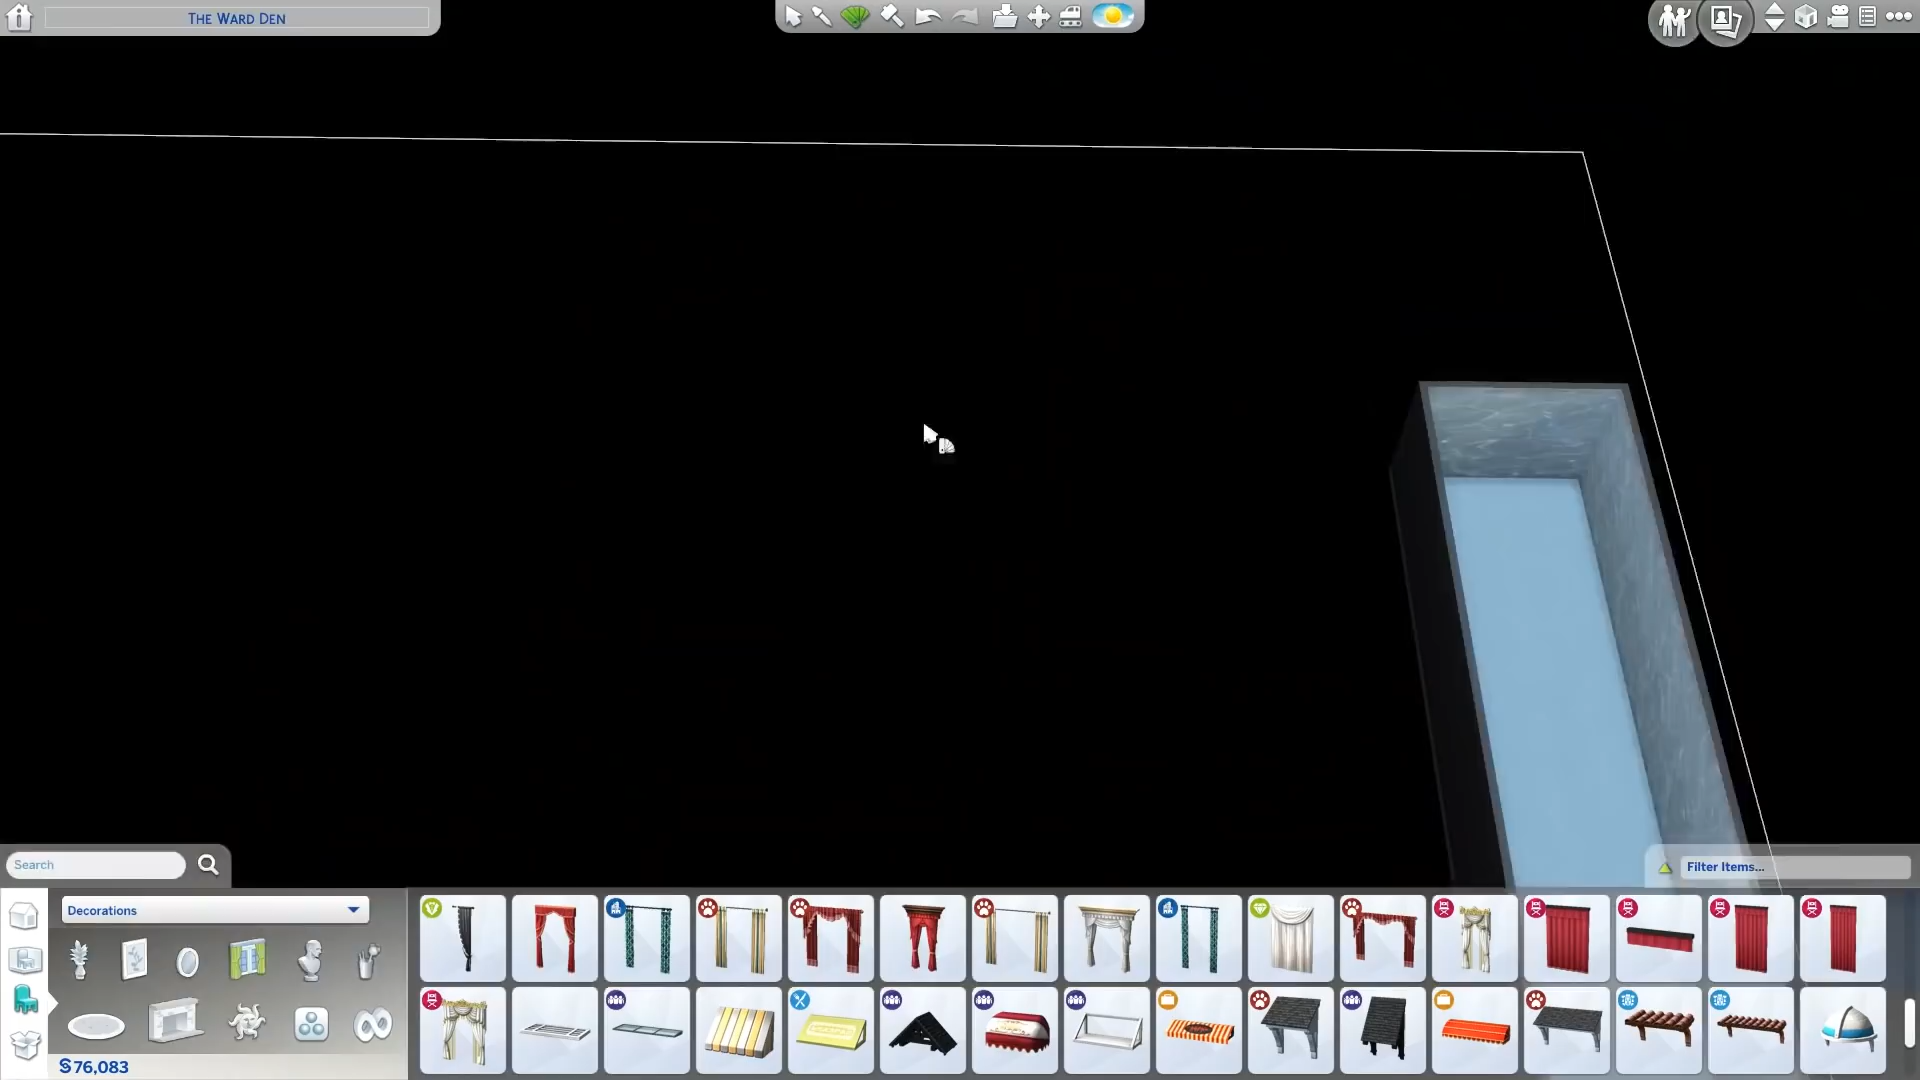 THE WARD DEN
Search
Filter Items...
Decorations
§76,083